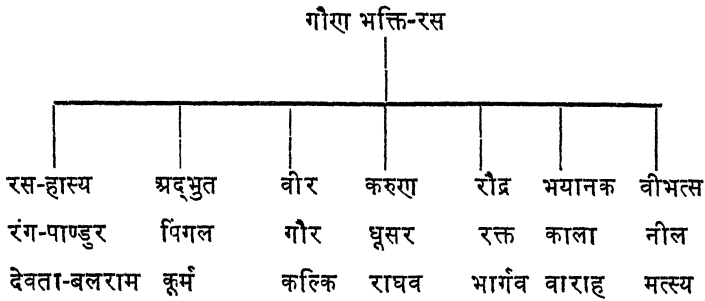 गौण भक्ति-रस
रस-हास्य अद्भुत वीर करुण रौद्र भयानक वीभत्स
रंग-पाण्डुर पिंगल गौर धूसर रक्त काला नील
देवता-बलराम कूर्म कल्कि राघव भार्गव वाराह मत्स्य